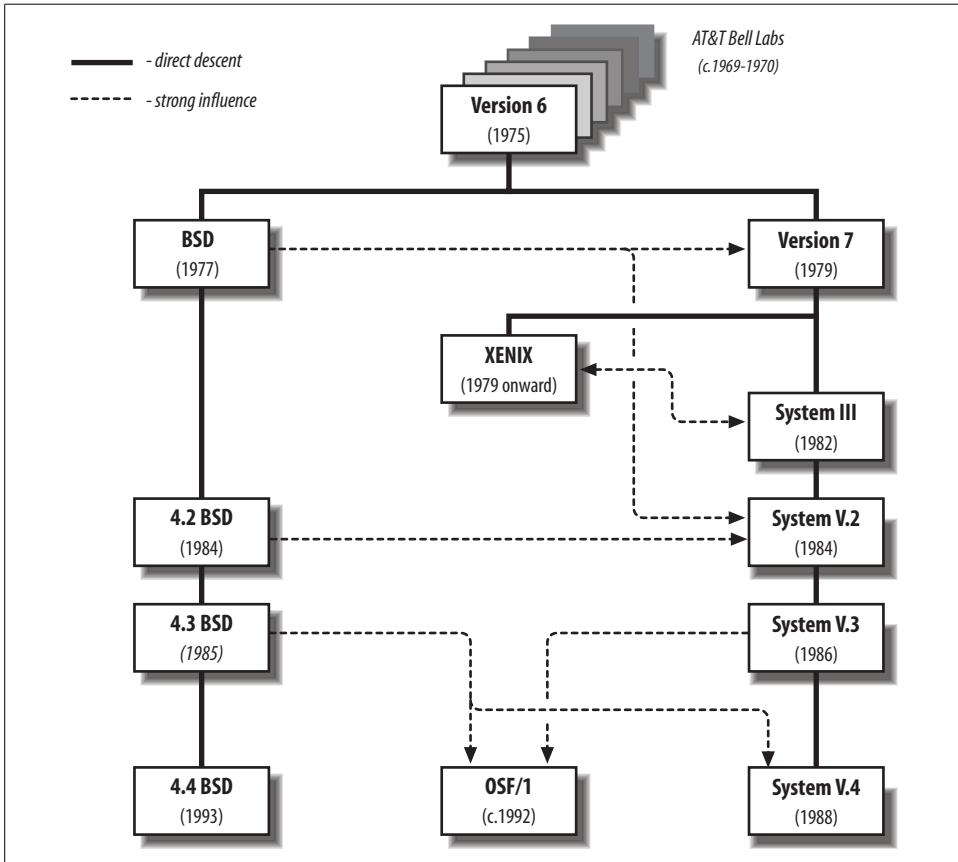 - direct descent
- strong influence
AT&T Bell Labs
(c.1969-1970)
Version 6
(1975)
BSD
(1977)
Version 7
(1979)
XENIX
(1979 onward)
System III
(1982)
4.2 BSD
(1984)
System V.2
(1984)
4.3 BSD
(1985)
System V.3
(1986)
4.4 BSD
(1993)
OSF/1
(c.1992)
System V.4
(1988)